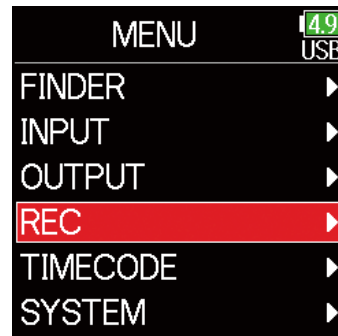 MENU
4.9
USB
FINDER
INPUT
OUTPUT
REC
TIMECODE
SYSTEM